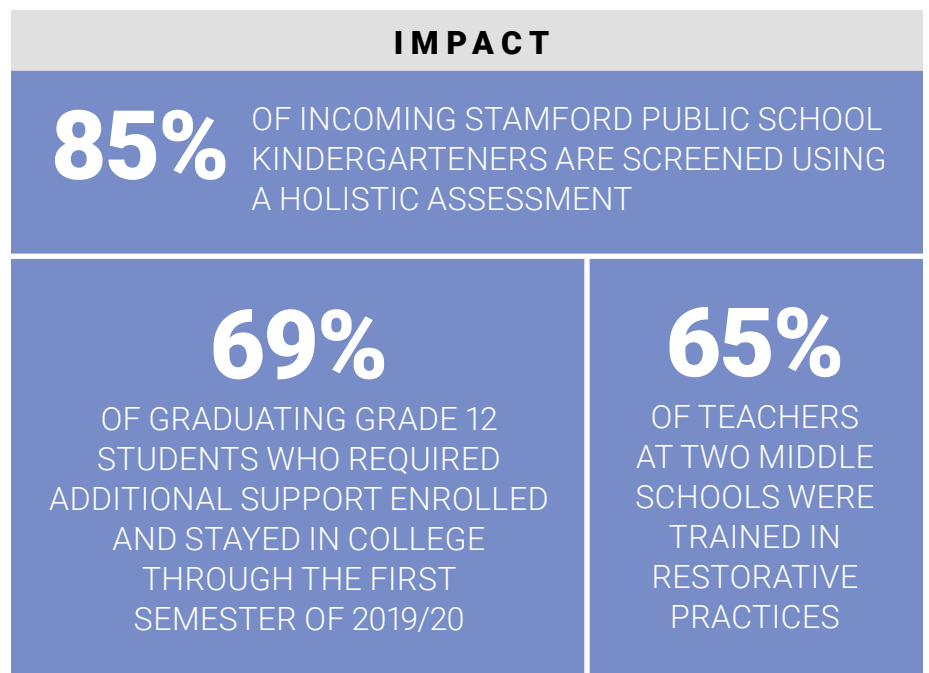 IMPACT
85%
OF INCOMING STAMFORD PUBLIC SCHOOL
KINDERGARTENERS ARE SCREENED USING
A HOLISTIC ASSESSMENT
69%
OF GRADUATING GRADE 12
STUDENTS WHO REQUIRED
ADDITIONAL SUPPORT ENROLLED
AND STAYED IN COLLEGE
THROUGH THE FIRST
SEMESTER OF 2019/20
65%
OF TEACHERS
AT TWO MIDDLE
SCHOOLS WERE
TRAINED IN
RESTORATIVE
PRACTICES